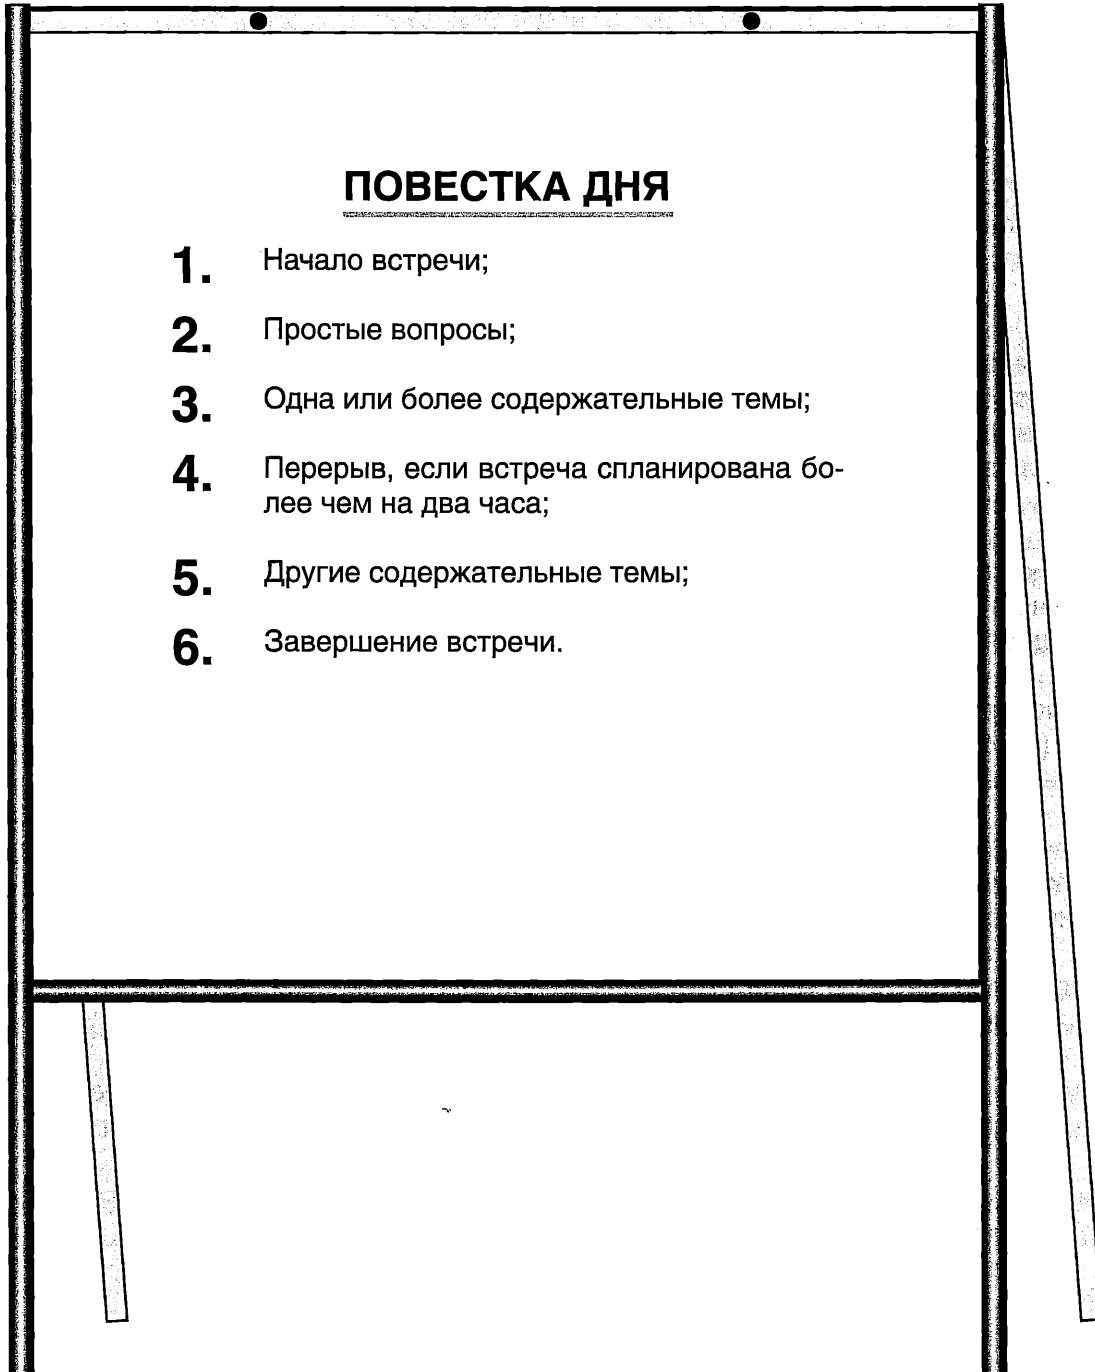 ПОВЕСТКА ДНЯ
1. Начало встречи;
2. Простые вопросы;
3. Одна или более содержательные темы;
4. Перерыв, если встреча спланирована бо-
лее чем на два часа;
5. Другие содержательные темы;
6. Завершение встречи.